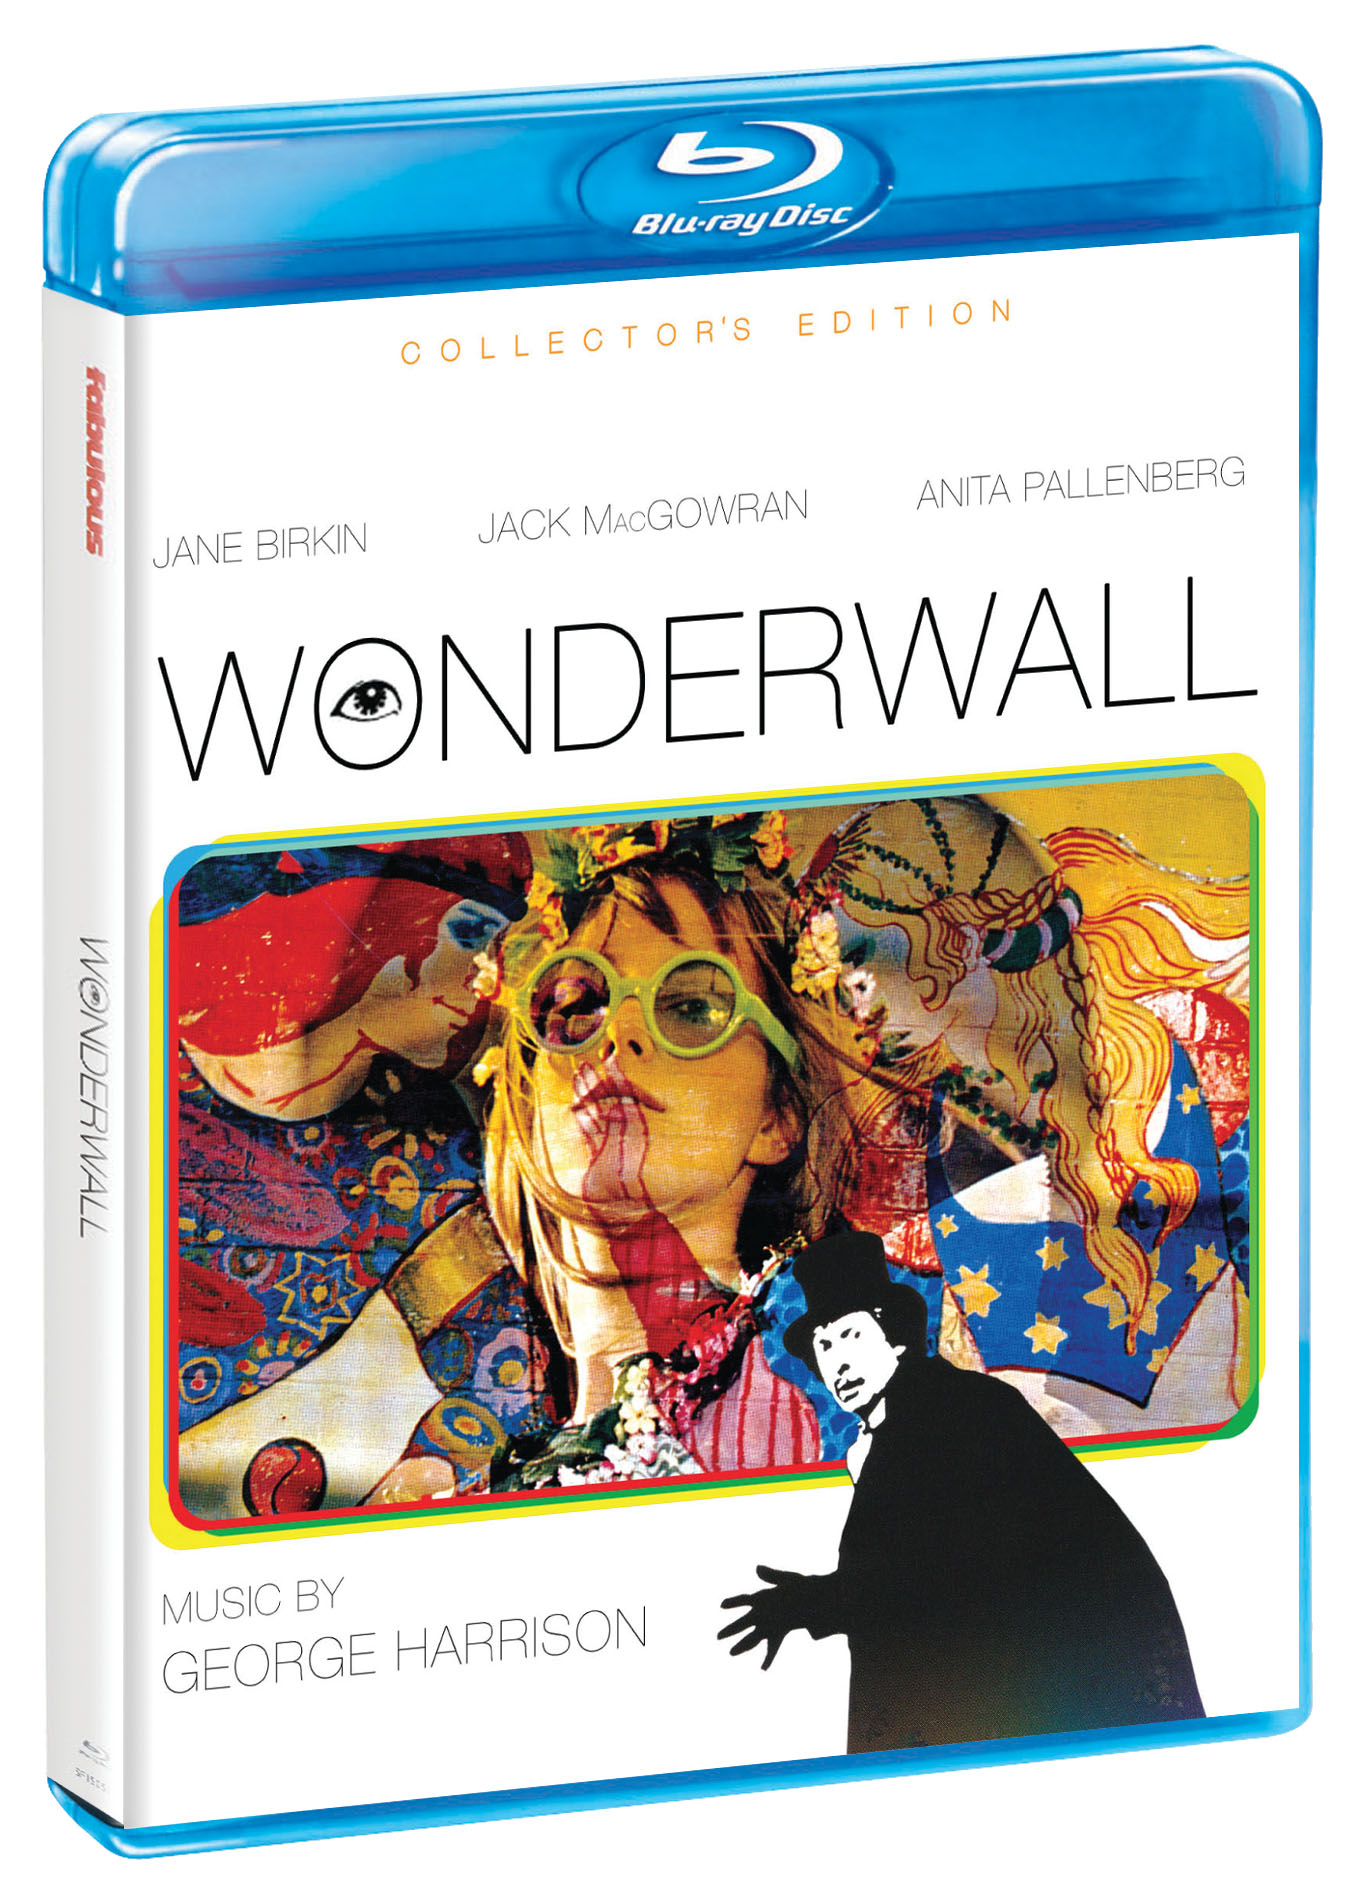 Blu-ray Disc
COLLECTOR'S EDITION
JANE BIRKIN
JACK MACGOWRAN
ANITA PALLENBERG
WONDERWALL
MUSIC BY
GEORGE HARRISON
fabulous
WONDERWALL